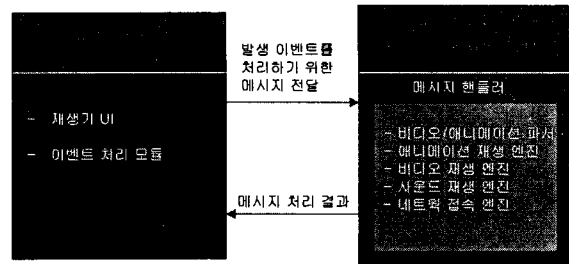 발생 이벤트를
처리하기 위한
메시지 전달
메시지 핸들러
- 재생기 UI
- 이벤트 처리 모듈
- 비디오/애니메이션 파서
- 애니메이션 재생 엔진
- 비디오 재생 엔진
- 사운드 재생 엔진
- 네트웍 접속 엔진
메시지 처리 결과